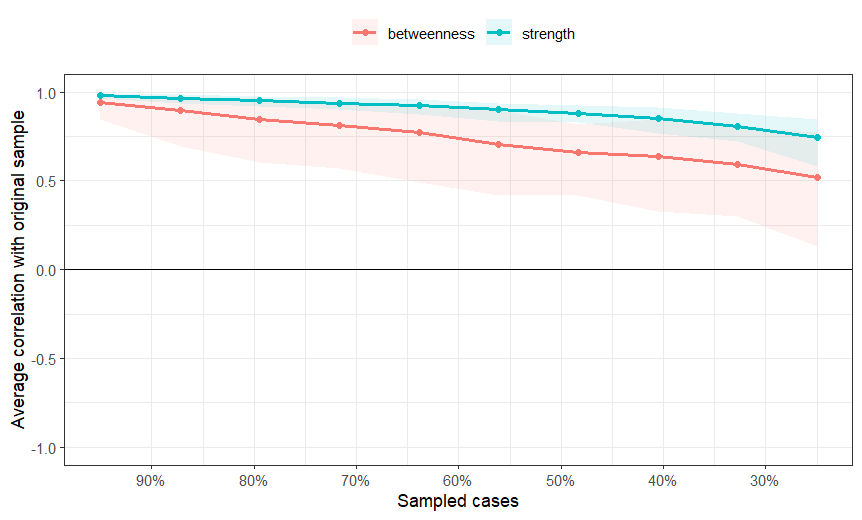 betweenness strength
Average correlation with original sample
1.0
0.5
0.0
-0.5
-1.0
90% 80% 70% 60% 50% 40% 30%
Sampled cases